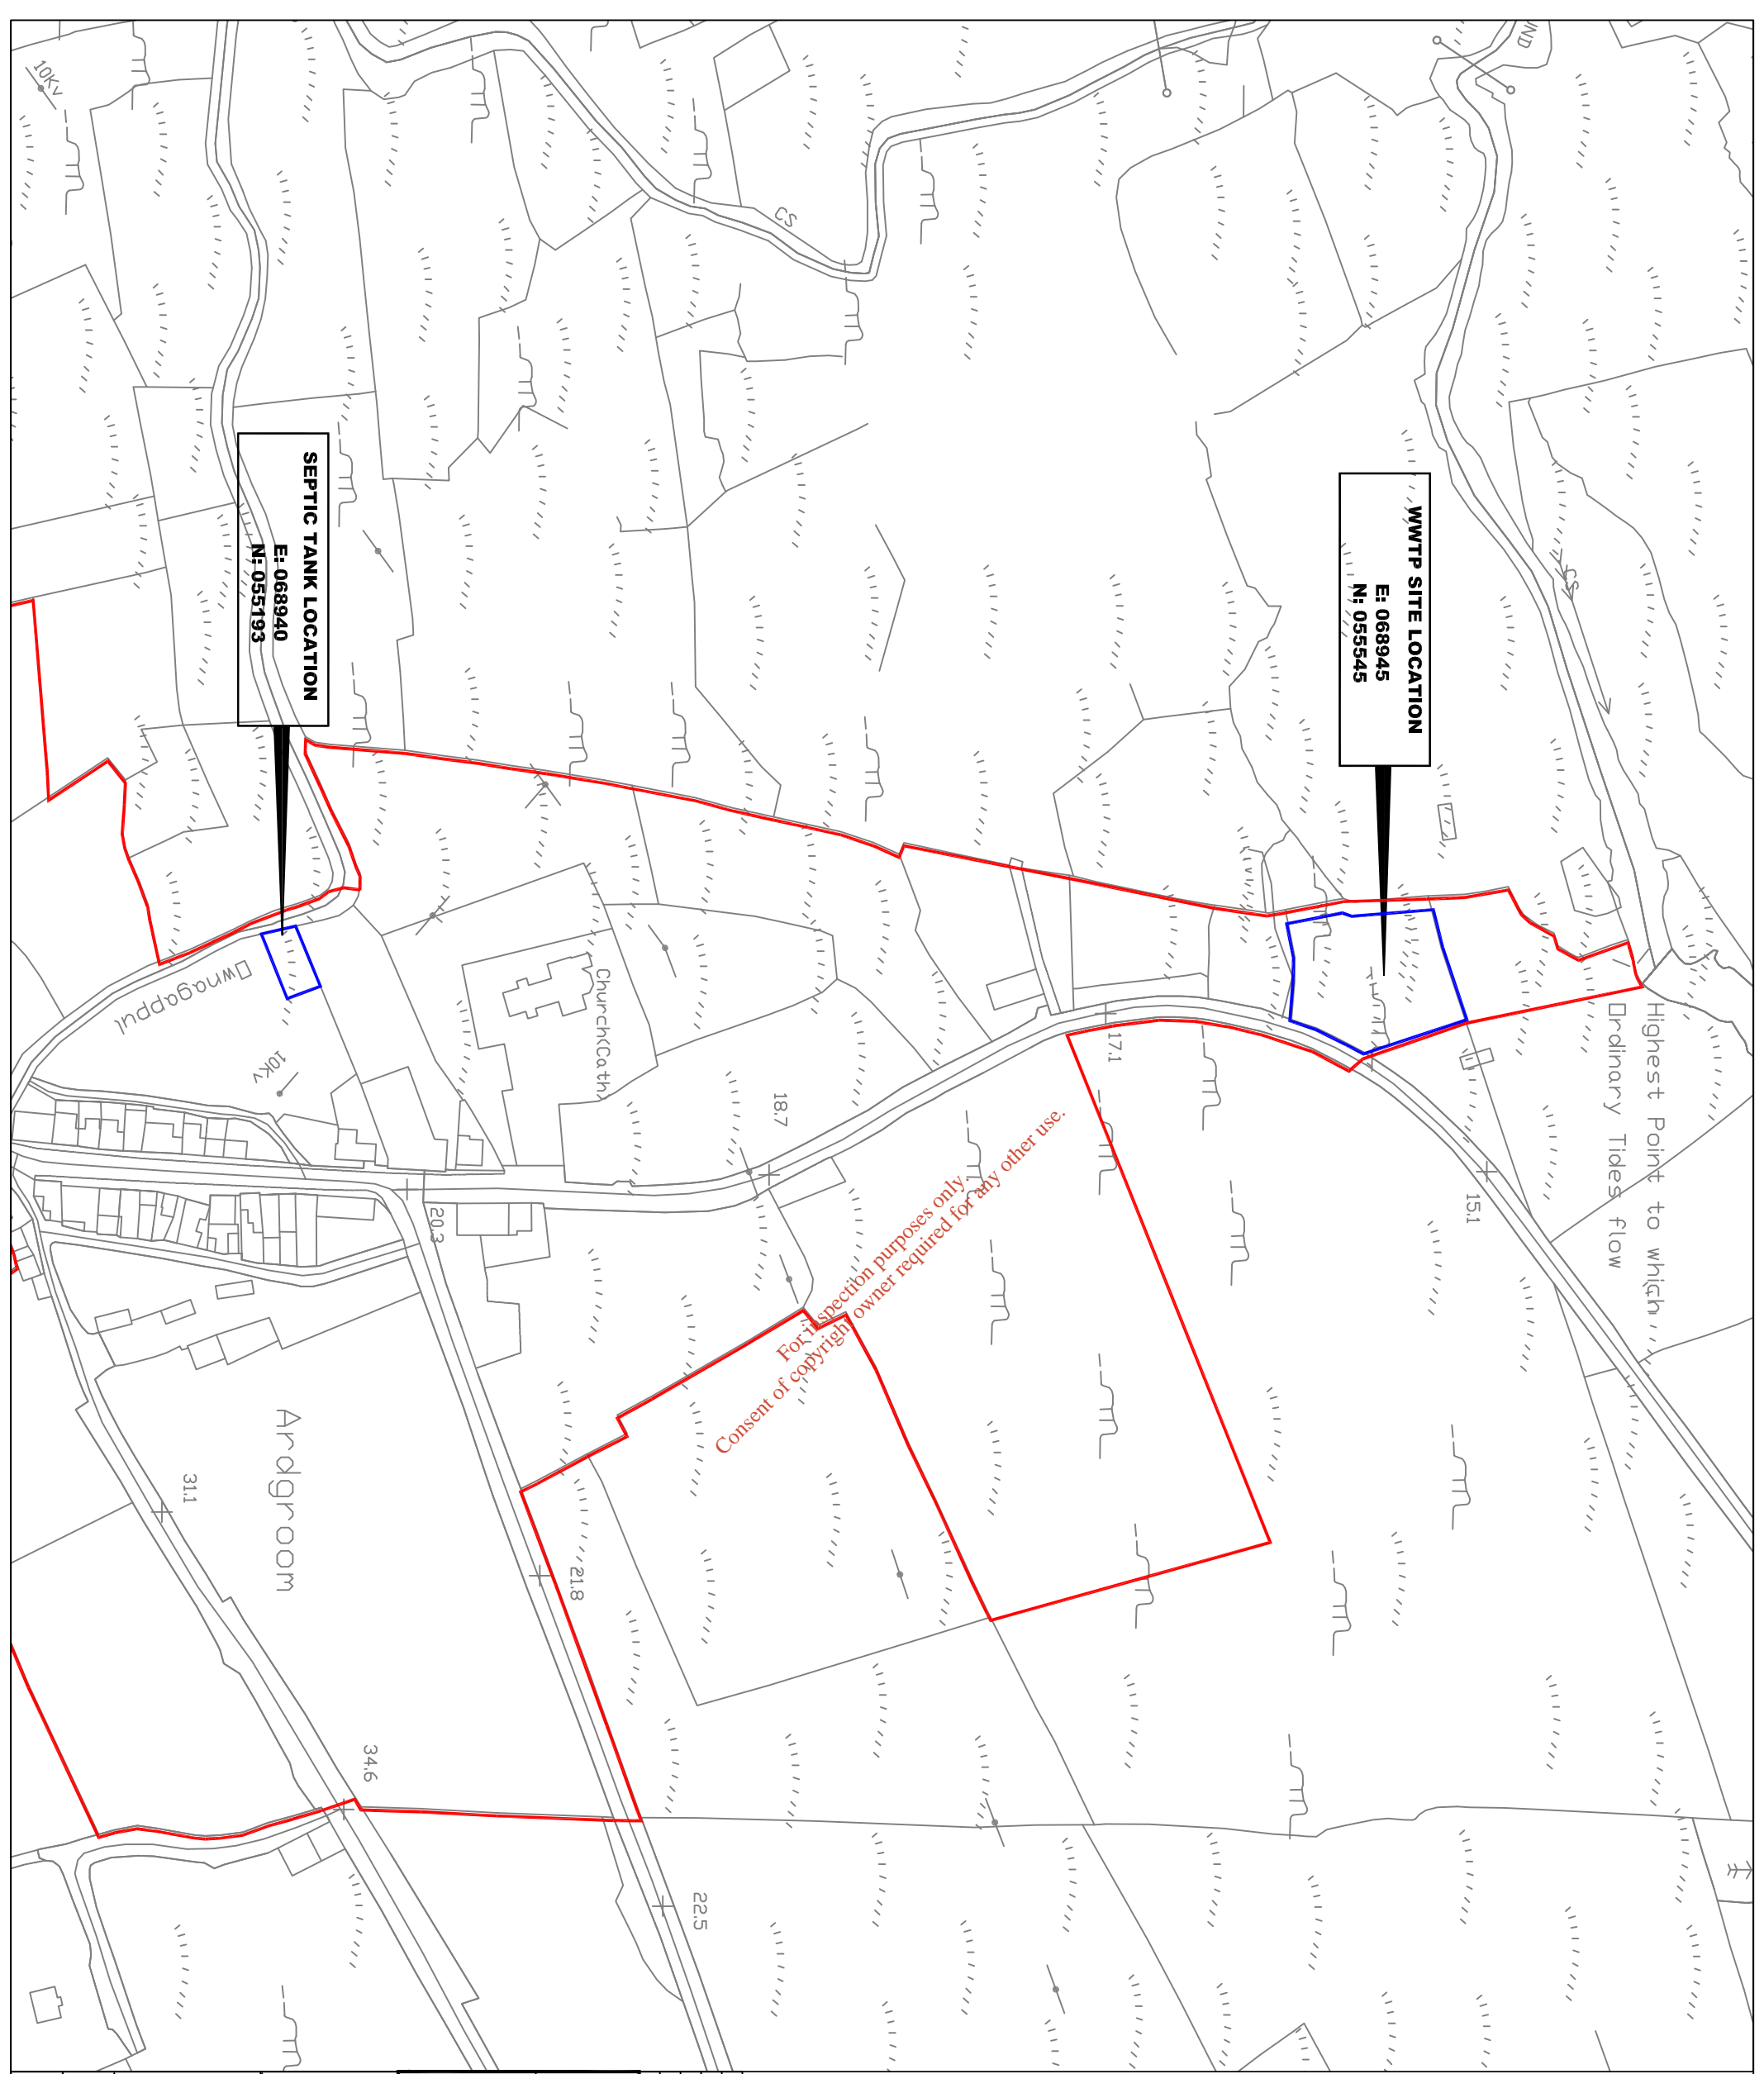 10Kv
CS
WWTP SITE LOCATION
E: 068945
N: 055545
CS
SEPTIC TANK LOCATION
E: 068940
N: 055193
Highest Point to which
Ordinary Tides flow
Church(Cath)
Ownagappul
10Kv
17.1
18.7
15.1
20.3
For inspection purposes only.
Consent of copyright owner required for any other use.
Ardgroom
31.1
21.8
34.6
22.5